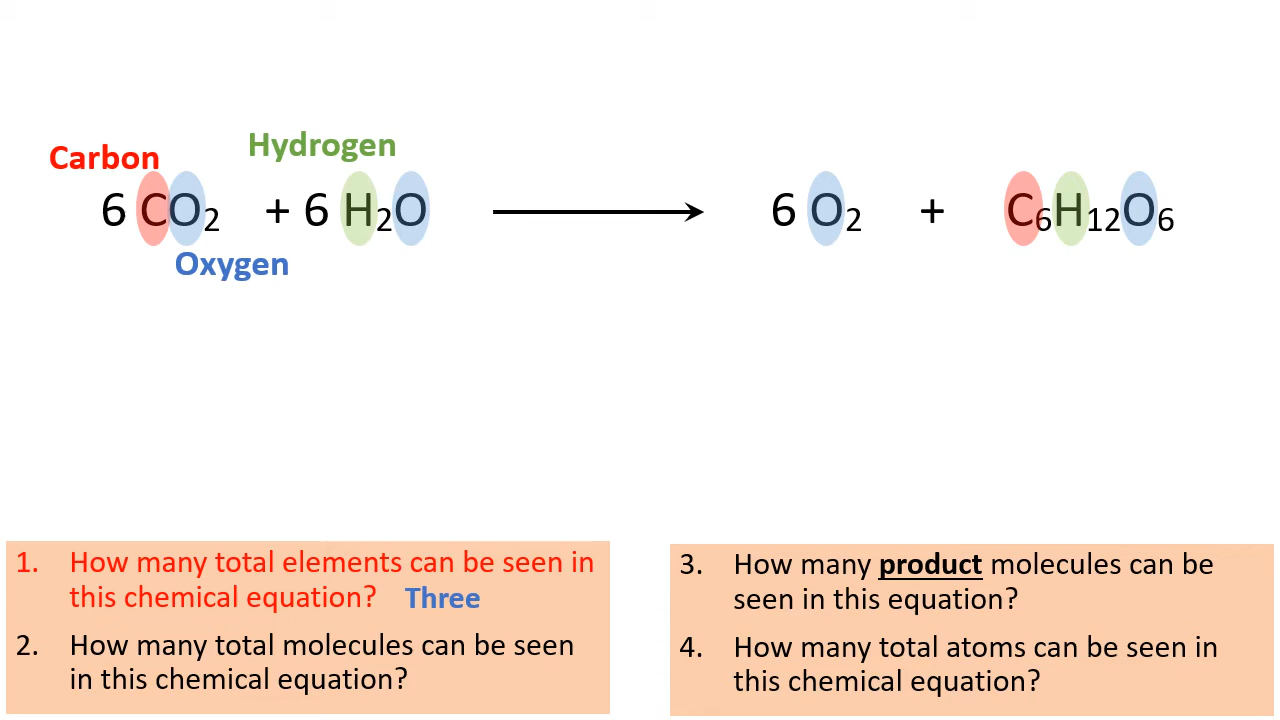 Carbon
Hydrogen
6 CO₂ + 6 H₂O → 6 O₂ + C₆H₁₂O₆
Oxygen
1. How many total elements can be seen in
this chemical equation? Three
2. How many total molecules can be seen
in this chemical equation?
3. How many product molecules can be
seen in this equation?
4. How many total atoms can be seen in
this chemical equation?